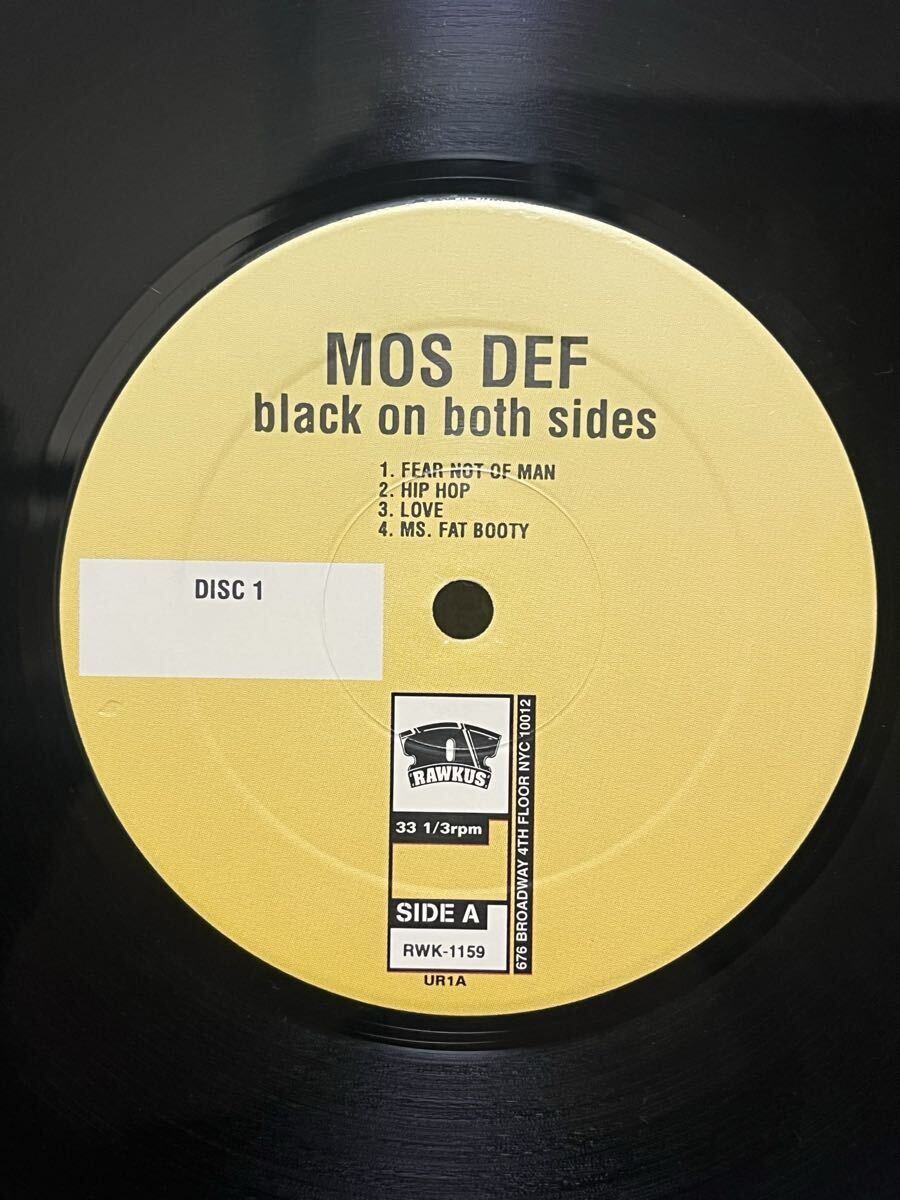 MOS DEF
black on both sides
1. FEAR NOT OF MAN
2. HIP HOP
3. LOVE
4. MS. FAT BOOTY
DISC 1
RAWKUS
33 1/3rpm
SIDE A
RWK-1159
UR1A
676 BROADWAY 4TH FLOOR NYC 10012